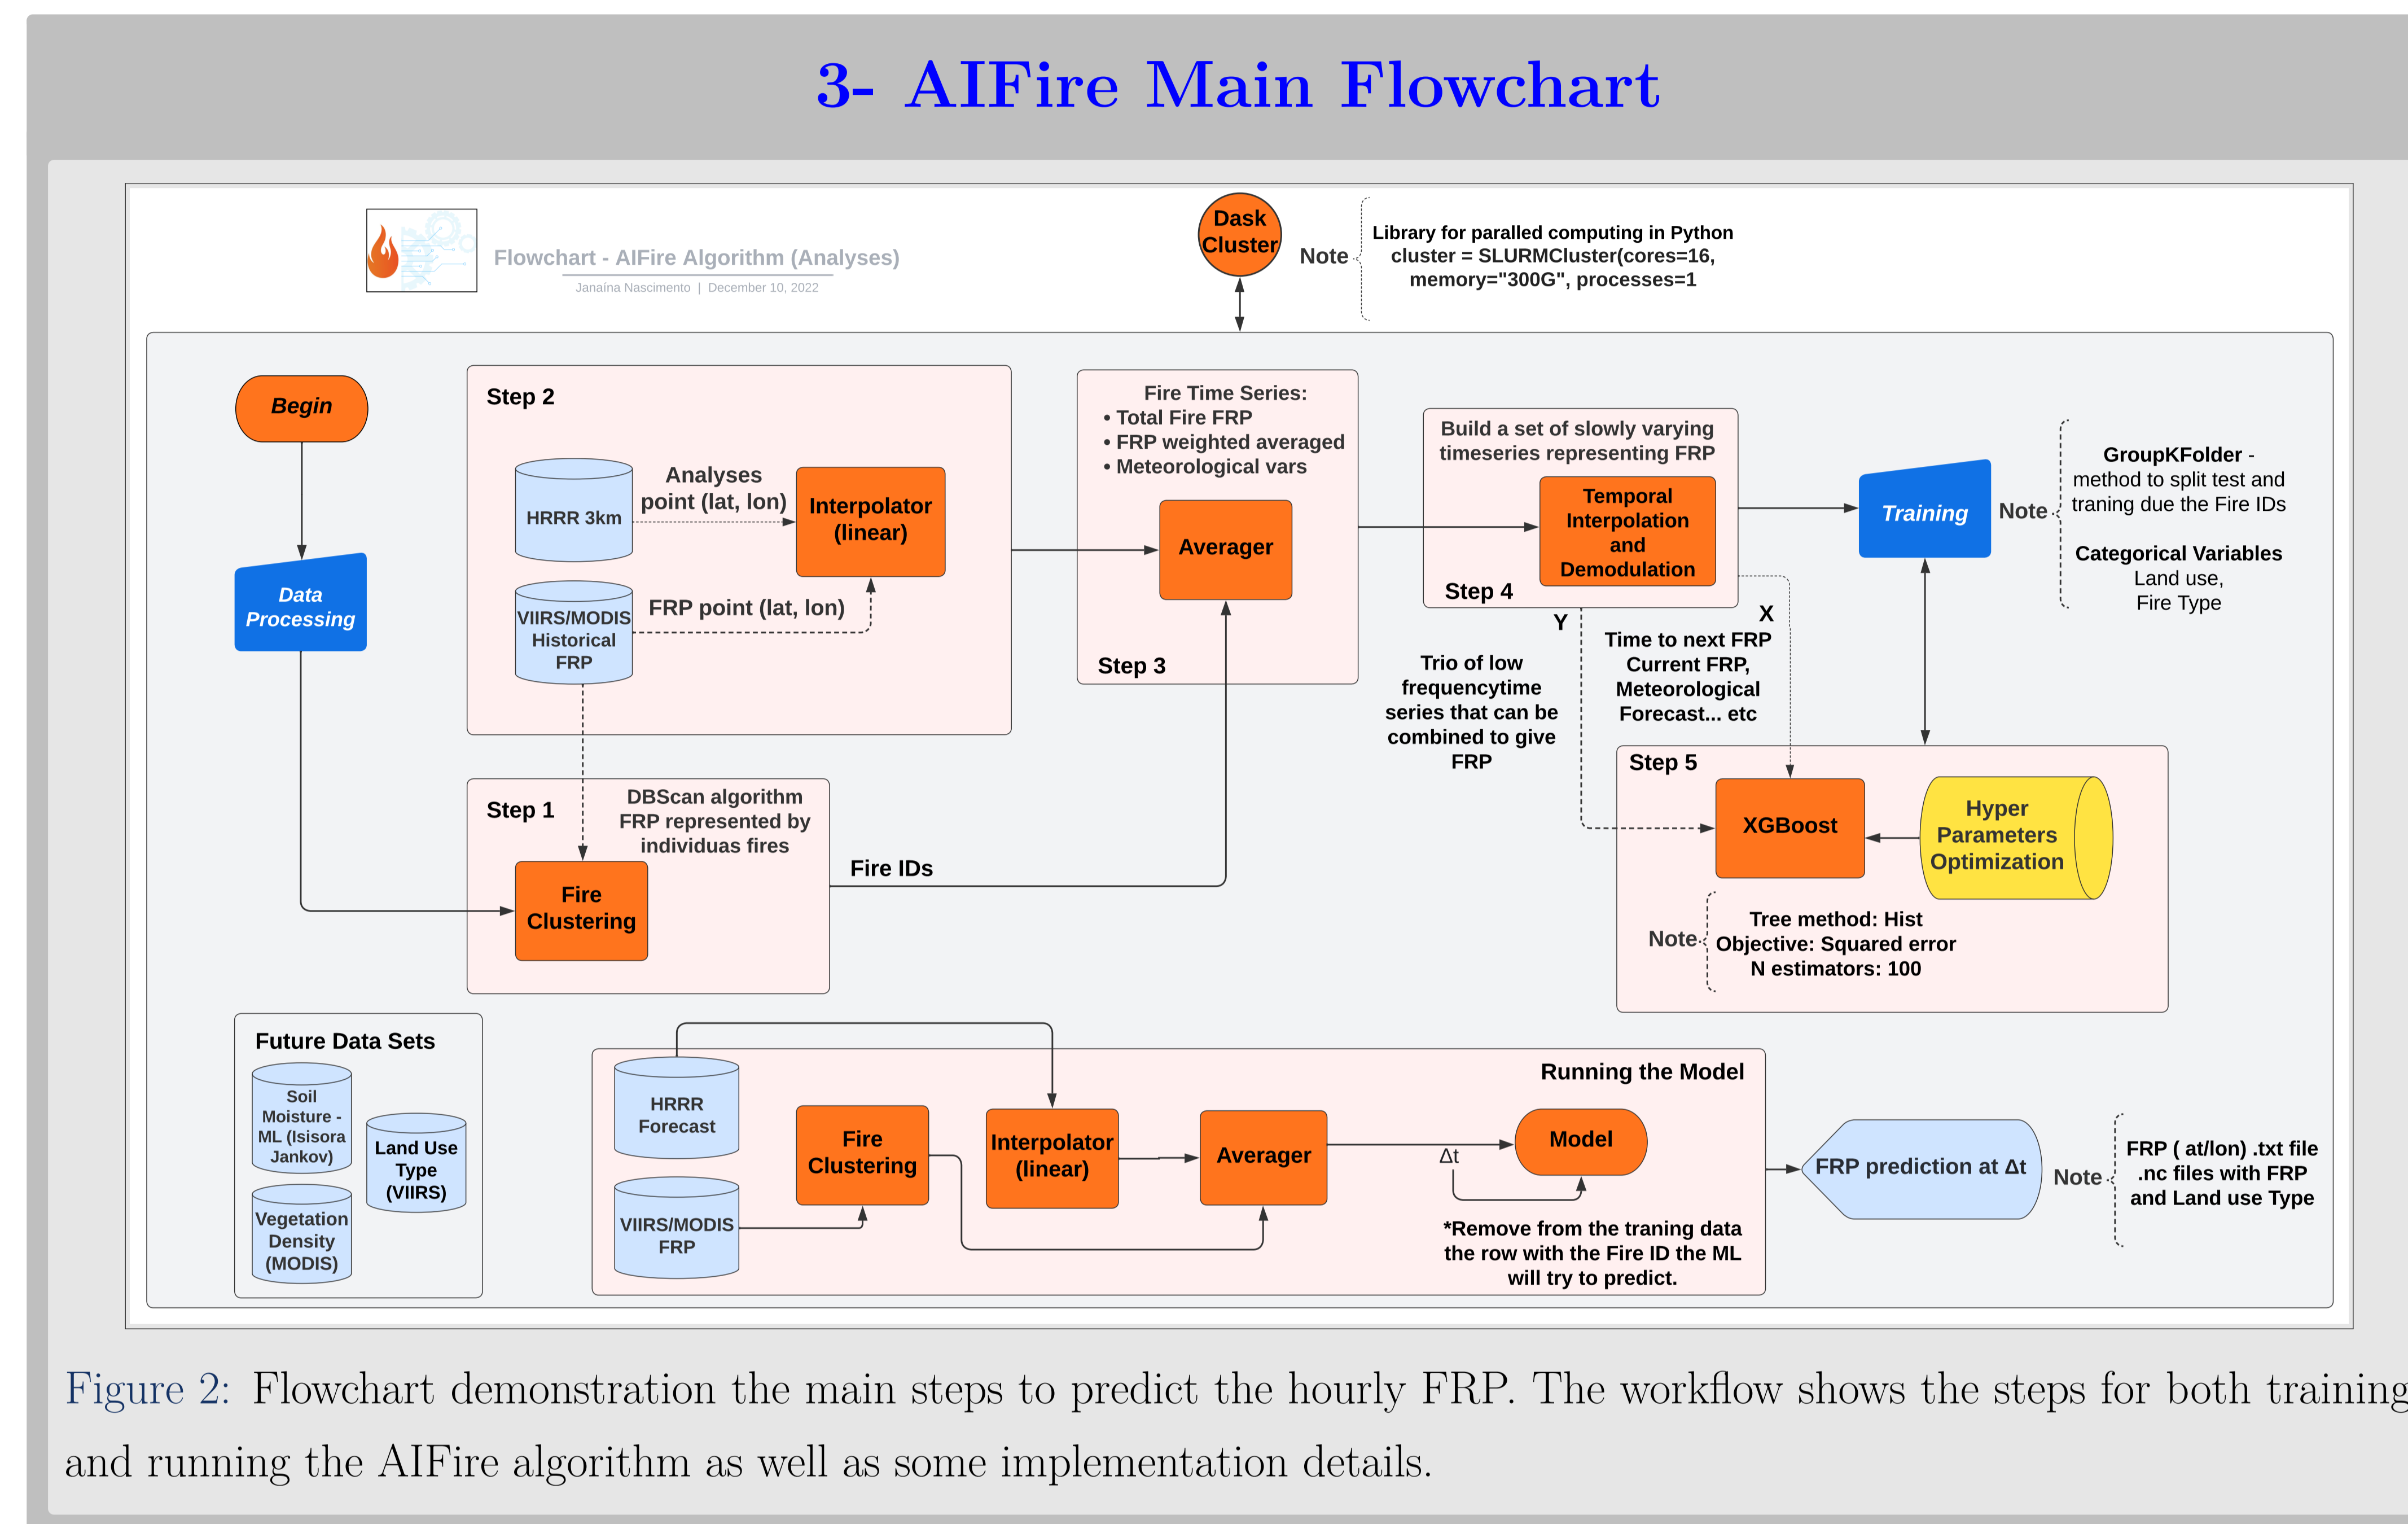 3- AIFire Main Flowchart
Flowchart - AIFire Algorithm (Analyses)
Janaína Nascimento | December 10, 2022
Dask
Cluster
Note
Library for paralled computing in Python
cluster = SLURMCluster(cores=16,
memory="300G", processes=1
Begin
Data
Processing
Step 2
HRRR 3km
Analyses
point (lat, lon)
Interpolator
(linear)
VIIRS/MODIS
Historical
FRP
FRP point (lat, lon)
Step 1
DBScan algorithm
FRP represented by
individuas fires
Fire
Clustering
Fire IDs
Fire Time Series:
• Total Fire FRP
• FRP weighted averaged
• Meteorological vars
Averager
Step 3
Build a set of slowly varying
timeseries representing FRP
Temporal
Interpolation
and
Demodulation
Step 4
Training
Note
GroupKFolder -
method to split test and
traning due the Fire IDs
Categorical Variables
Land use,
Fire Type
Y
Trio of low
frequencytime
series that can be
combined to give
FRP
X
Time to next FRP
Current FRP,
Meteorological
Forecast... etc
Step 5
XGBoost
Hyper
Parameters
Optimization
Note
Tree method: Hist
Objective: Squared error
N estimators: 100
Future Data Sets
Soil
Moisture -
ML (Isisora
Jankov)
Land Use
Type
(VIIRS)
Vegetation
Density
(MODIS)
Running the Model
HRRR
Forecast
VIIRS/MODIS
FRP
Fire
Clustering
Interpolator
(linear)
Averager
Δt
Model
*Remove from the traning data
the row with the Fire ID the ML
will try to predict.
FRP prediction at Δt
Note
FRP ( at/lon) .txt file
.nc files with FRP
and Land use Type
Figure 2: Flowchart demonstration the main steps to predict the hourly FRP. The workflow shows the steps for both training
and running the AIFire algorithm as well as some implementation details.